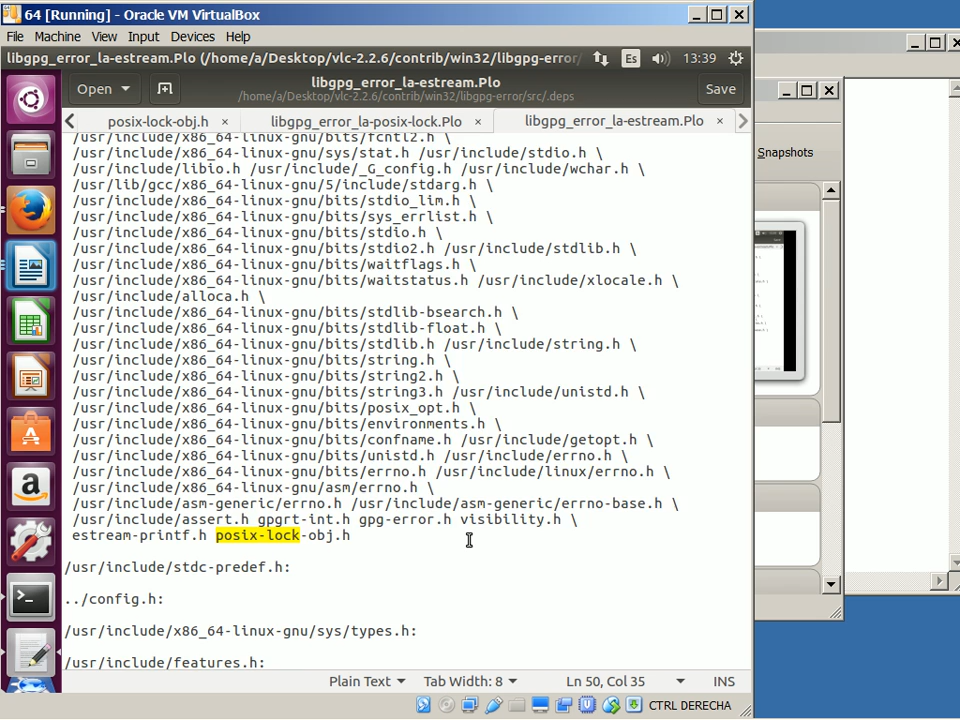 64 [Running] - Oracle VM VirtualBox
File Machine View Input Devices Help
libgpg_error_la-estream.Plo (/home/a/Desktop/vlc-2.2.6/contrib/win32/libgpg-error/
Es
13:39
Open
libgpg_error_la-estream.Plo
/home/a/Desktop/vlc-2.2.6/contrib/win32/libgpg-error/src/.deps
Save
posix-lock-obj.h ×
libgpg_error_la-posix-lock.Plo ×
libgpg_error_la-estream.Plo ×
/usr/include/x86_64-linux-gnu/bits/fcntl2.h \
/usr/include/x86_64-linux-gnu/sys/stat.h /usr/include/stdio.h \
/usr/include/libio.h /usr/include/_G_config.h /usr/include/wchar.h \
/usr/lib/gcc/x86_64-linux-gnu/5/include/stdarg.h \
/usr/include/x86_64-linux-gnu/bits/stdio_lim.h \
/usr/include/x86_64-linux-gnu/bits/sys_errlist.h \
/usr/include/x86_64-linux-gnu/bits/stdio.h \
/usr/include/x86_64-linux-gnu/bits/stdio2.h /usr/include/stdlib.h \
/usr/include/x86_64-linux-gnu/bits/waitflags.h \
/usr/include/x86_64-linux-gnu/bits/waitstatus.h /usr/include/xlocale.h \
/usr/include/alloca.h \
/usr/include/x86_64-linux-gnu/bits/stdlib-bsearch.h \
/usr/include/x86_64-linux-gnu/bits/stdlib-float.h \
/usr/include/x86_64-linux-gnu/bits/stdlib.h /usr/include/string.h \
/usr/include/x86_64-linux-gnu/bits/string.h \
/usr/include/x86_64-linux-gnu/bits/string2.h \
/usr/include/x86_64-linux-gnu/bits/string3.h /usr/include/unistd.h \
/usr/include/x86_64-linux-gnu/bits/posix_opt.h \
/usr/include/x86_64-linux-gnu/bits/environments.h \
/usr/include/x86_64-linux-gnu/bits/confname.h /usr/include/getopt.h \
/usr/include/x86_64-linux-gnu/bits/unistd.h /usr/include/errno.h \
/usr/include/x86_64-linux-gnu/bits/errno.h /usr/include/linux/errno.h \
/usr/include/x86_64-linux-gnu/asm/errno.h \
/usr/include/asm-generic/errno.h /usr/include/asm-generic/errno-base.h \
/usr/include/assert.h gpgrt-int.h gpg-error.h visibility.h \
estream-printf.h posix-lock-obj.h
/usr/include/stdc-predef.h:
../config.h:
/usr/include/x86_64-linux-gnu/sys/types.h:
/usr/include/features.h:
Plain Text Tab Width: 8 Ln 50, Col 35 INS
CTRL DERECHA
Snapshots